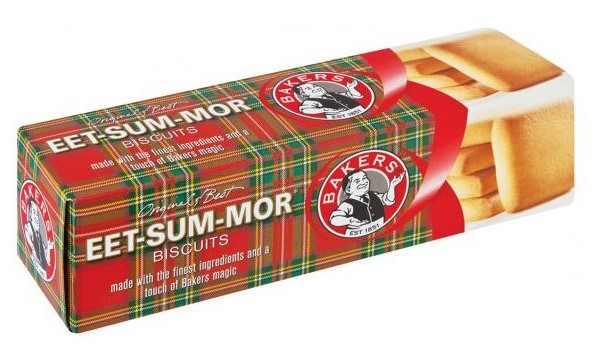 Original & Best
EET-SUM-MOR
BISCUITS
made with the finest ingredients and a
touch of Bakers magic
BAKERS
EST 1851
Original & Best
EET-SUM-MOR®
BISCUITS
made with the finest ingredients and a
touch of Bakers magic
BAKERS
EST 1851
BAKERS